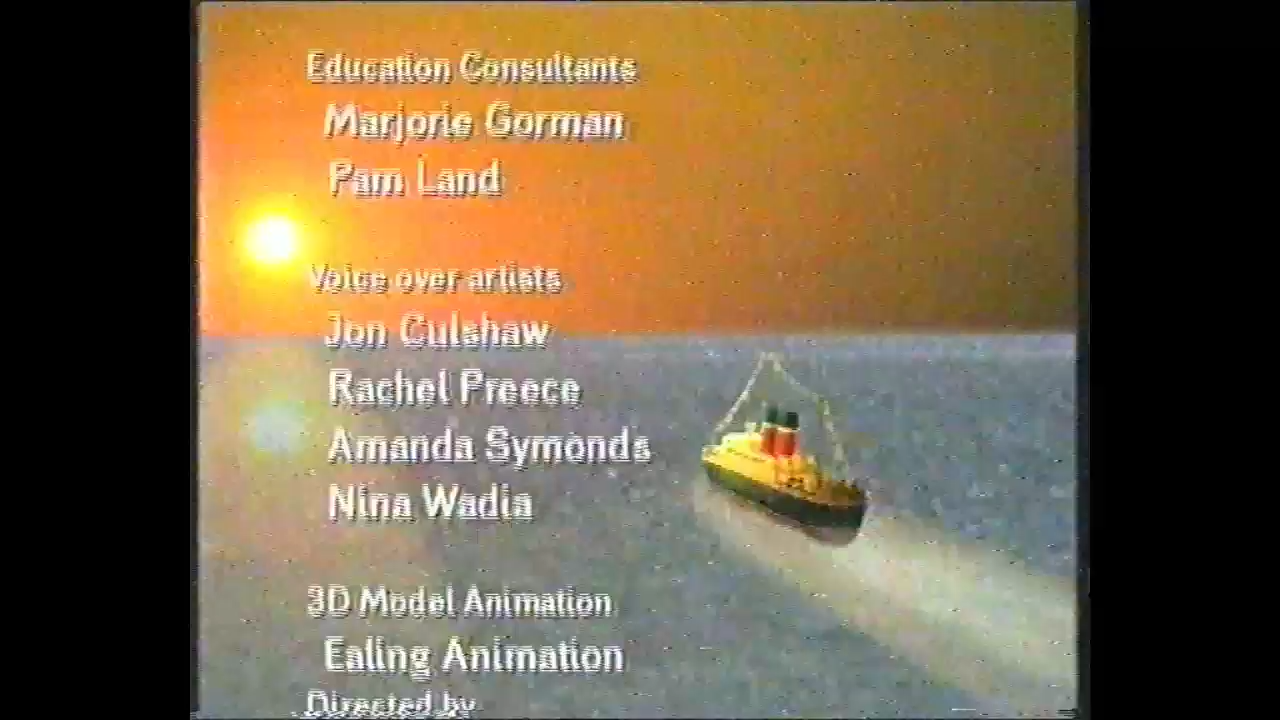 Education Consultants
Marjorie Gorman
Pam Land
Voice over artists
Jon Culshaw
Rachel Preece
Amanda Symonds
Nina Wadia
3D Model Animation
Ealing Animation
Directed by